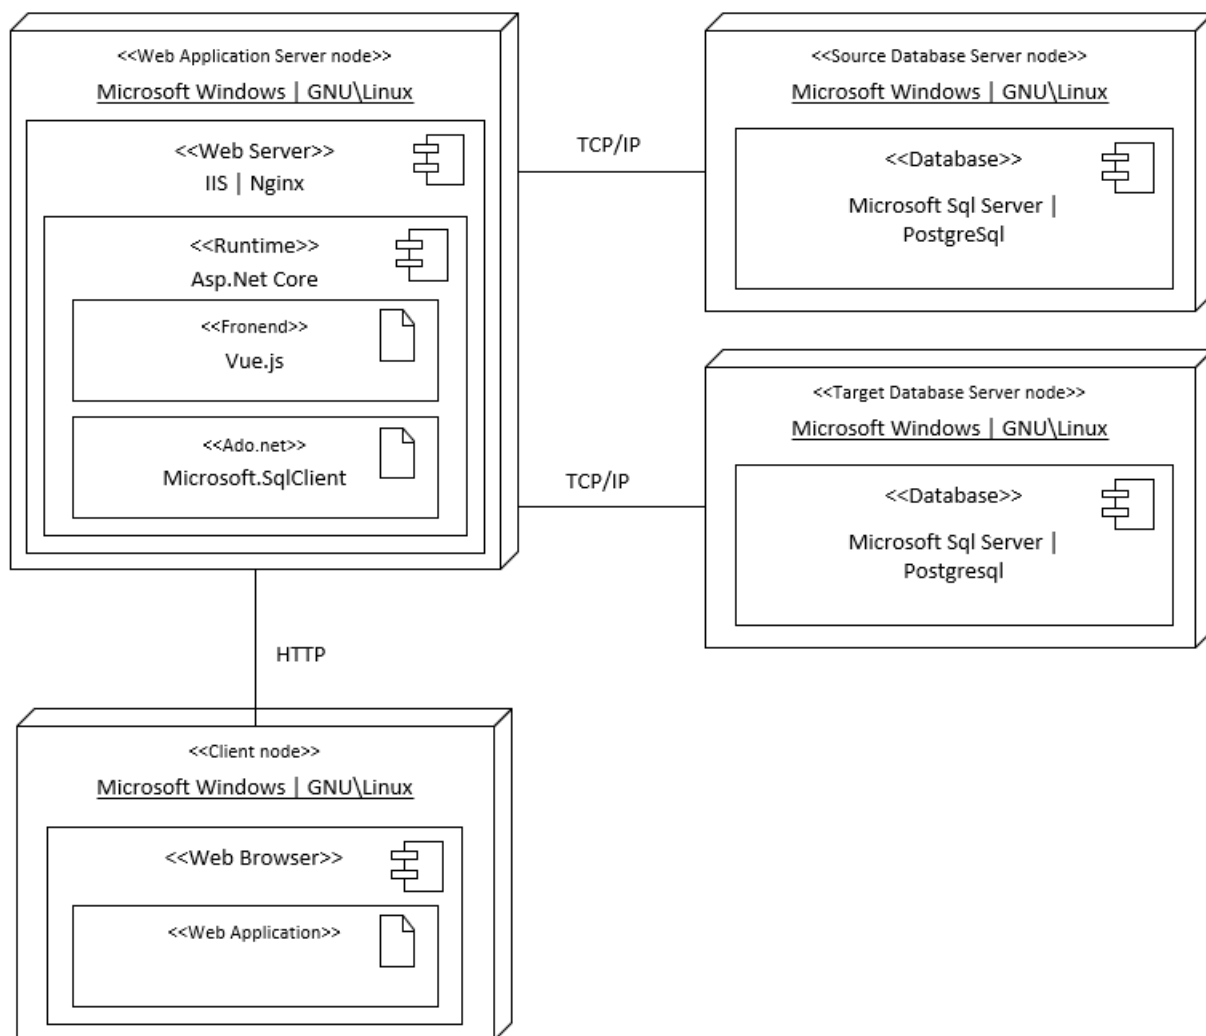 <<Web Application Server node>>
Microsoft Windows | GNU\Linux
<<Web Server>>
IIS | Nginx
<<Runtime>>
Asp.Net Core
<<Fronend>>
Vue.js
<<Ado.net>>
Microsoft.SqlClient
TCP/IP
<<Source Database Server node>>
Microsoft Windows | GNU\Linux
<<Database>>
Microsoft Sql Server |
PostgreSql
TCP/IP
<<Target Database Server node>>
Microsoft Windows | GNU\Linux
<<Database>>
Microsoft Sql Server |
Postgresql
HTTP
<<Client node>>
Microsoft Windows | GNU\Linux
<<Web Browser>>
<<Web Application>>